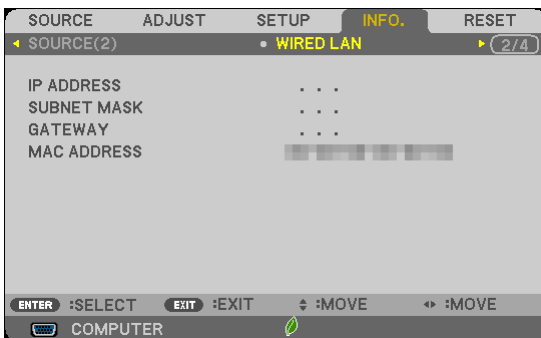 SOURCE ADJUST SETUP INFO. RESET
SOURCE(2) WIRED LAN 2/4
IP ADDRESS . . .
SUBNET MASK . . .
GATEWAY . . .
MAC ADDRESS
ENTER :SELECT EXIT :EXIT :MOVE :MOVE
COMPUTER